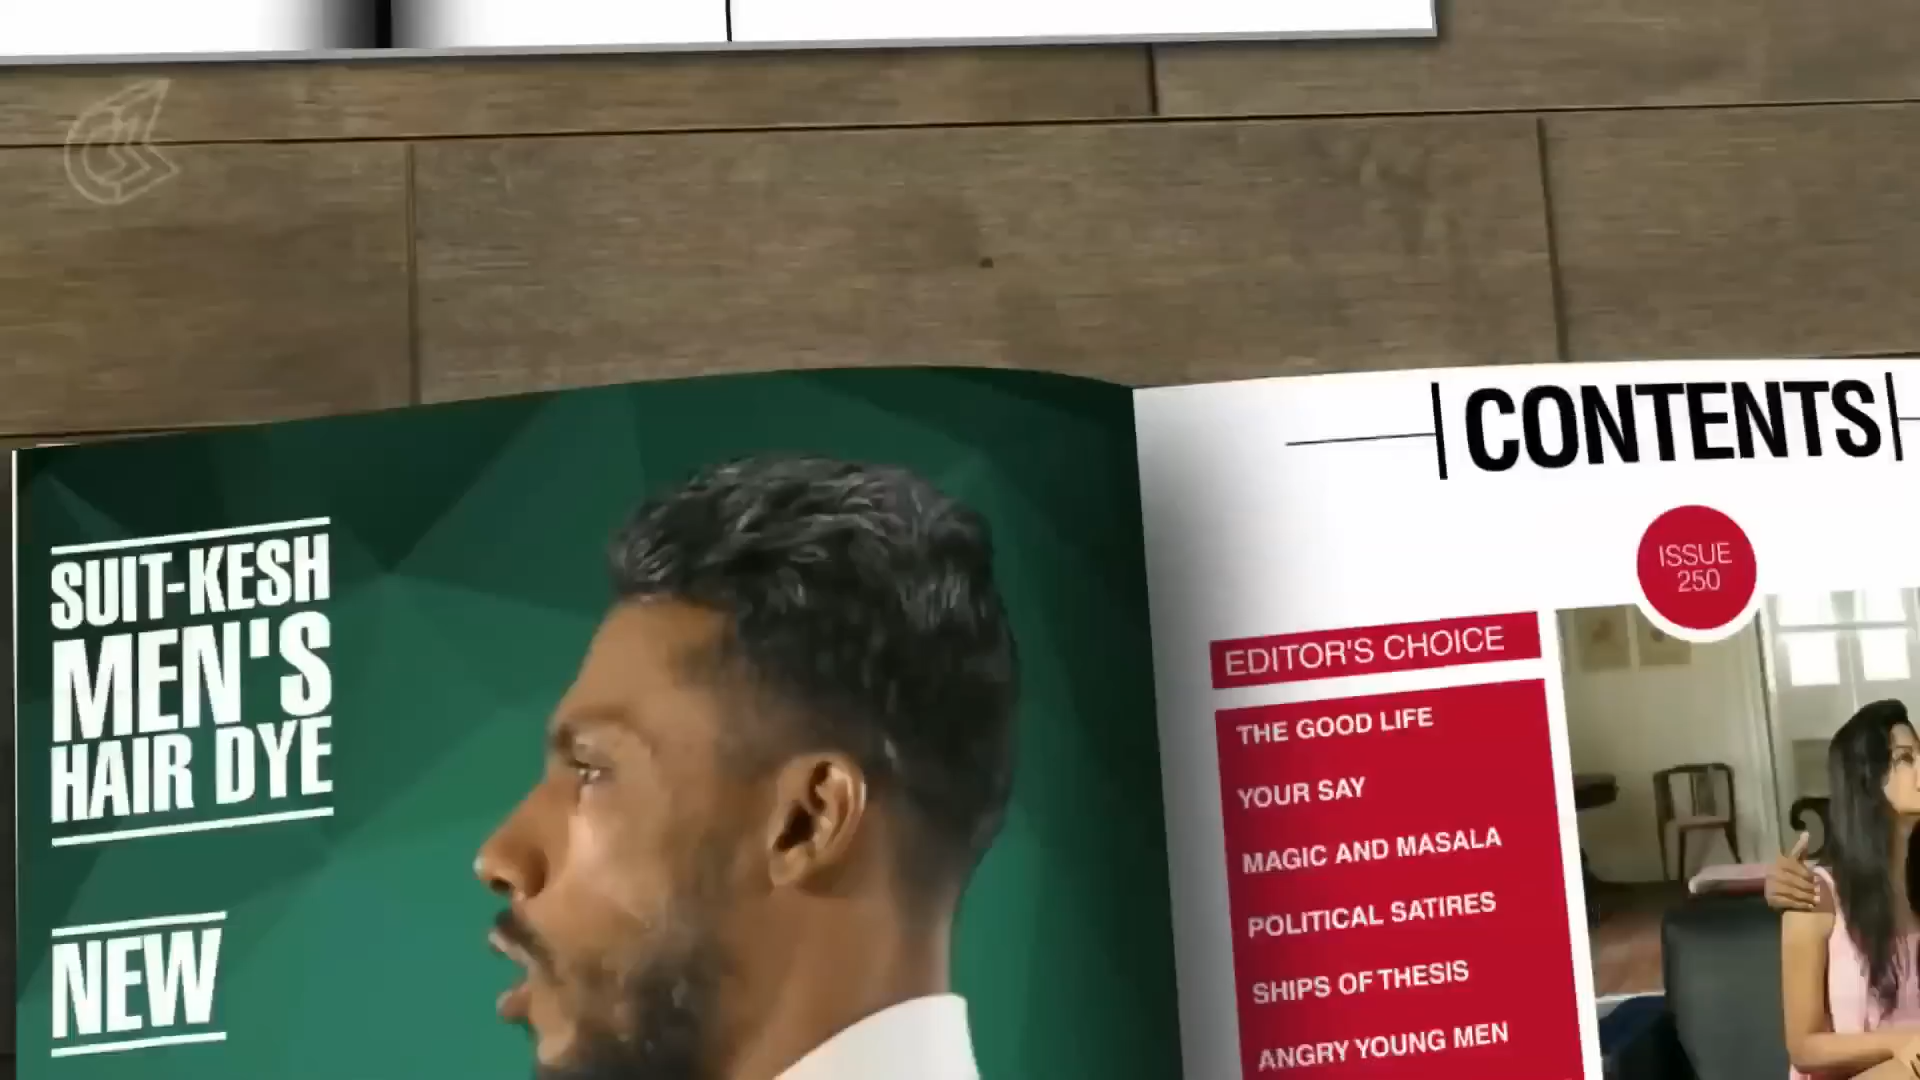 SUIT-KESH
MEN'S
HAIR DYE
NEW
|CONTENTS|
ISSUE
250
EDITOR'S CHOICE
THE GOOD LIFE
YOUR SAY
MAGIC AND MASALA
POLITICAL SATIRES
SHIPS OF THESIS
ANGRY YOUNG MEN